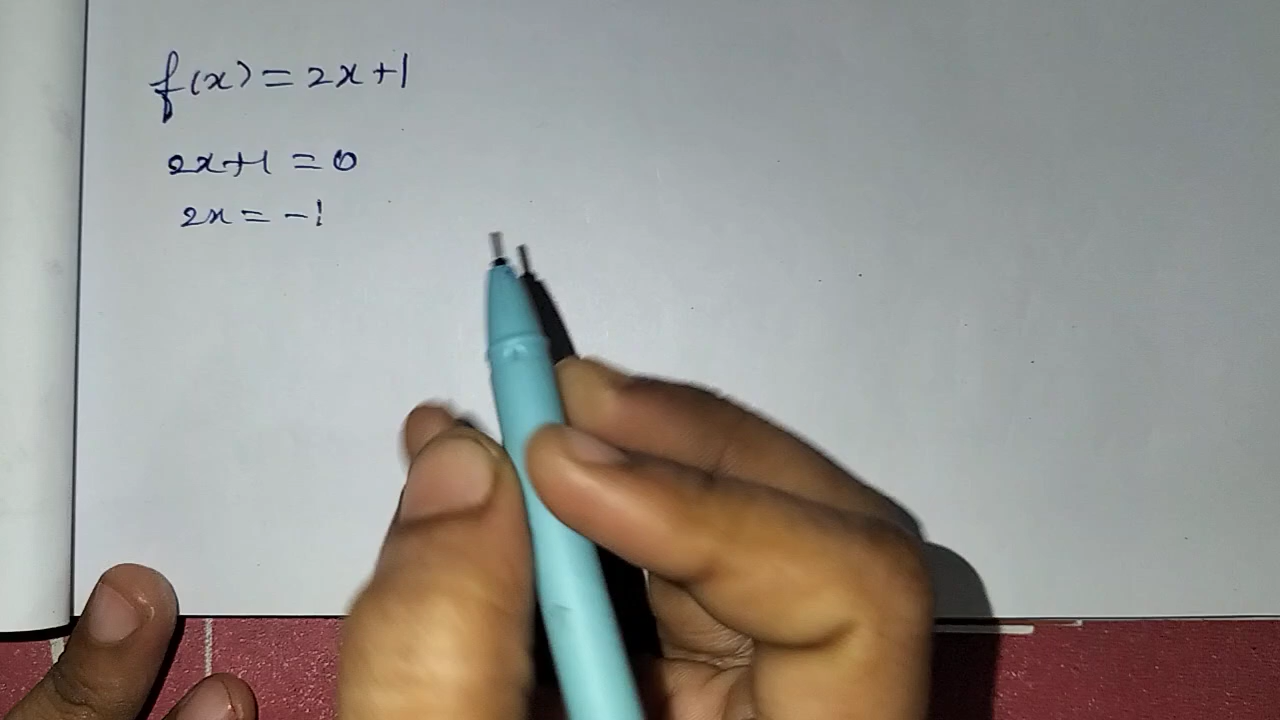 f(x) = 2x+1
2x+1 = 0
2x = -1